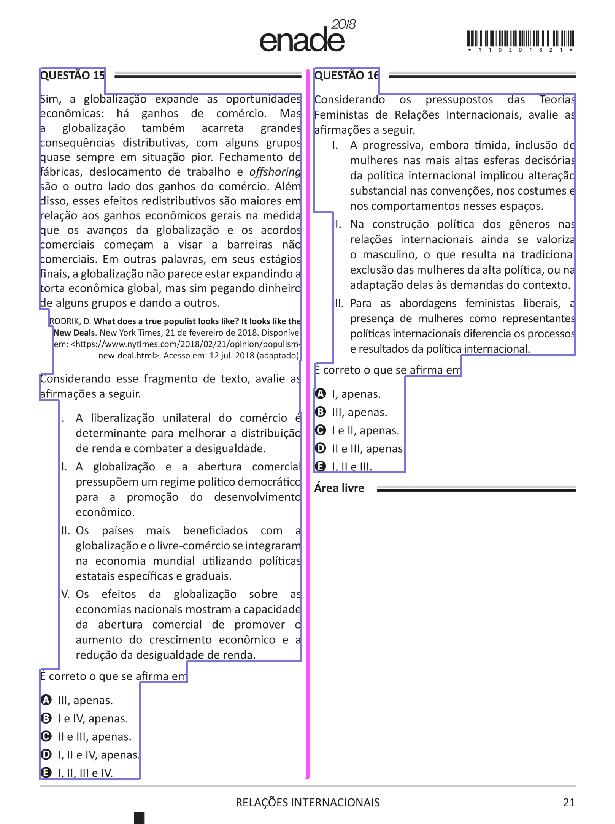 enade2018
*R1020182 1*
QUESTÃO 15
Sim, a globalização expande as oportunidades
econômicas: há ganhos de comércio. Mas
a globalização também acarreta grandes
consequências distributivas, com alguns grupos
quase sempre em situação pior. Fechamento de
fábricas, deslocamento de trabalho e offshoring
são o outro lado dos ganhos do comércio. Além
disso, esses efeitos redistributivos são maiores em
relação aos ganhos econômicos gerais na medida
que os avanços da globalização e os acordos
comerciais começam a visar a barreiras não
comerciais. Em outras palavras, em seus estágios
finais, a globalização não parece estar expandindo a
torta econômica global, mas sim pegando dinheiro
de alguns grupos e dando a outros.
RODRIK, D. What does a true populist looks like? It looks like the
New Deals. New York Times, 21 de fevereiro de 2018. Disponíve
em: <https://www.nytimes.com/2018/02/21/opinion/populism-
new-deal.html>. Acesso em: 12 jul. 2018 (adaptado)
Considerando esse fragmento de texto, avalie as
afirmações a seguir.
I. A liberalização unilateral do comércio é
determinante para melhorar a distribuição
de renda e combater a desigualdade.
I. A globalização e a abertura comercial
pressupõem um regime político democrático
para a promoção do desenvolvimento
econômico.
II. Os países mais beneficiados com a
globalização e o livre-comércio se integraram
na economia mundial utilizando políticas
estatais específicas e graduais.
V. Os efeitos da globalização sobre as
economias nacionais mostram a capacidade
da abertura comercial de promover o
aumento do crescimento econômico e a
redução da desigualdade de renda.
É correto o que se afirma em
A III, apenas.
B I e IV, apenas.
C II e III, apenas.
D I, II e IV, apenas.
E I, II, III e IV.
QUESTÃO 16
Considerando os pressupostos das Teorias
Feministas de Relações Internacionais, avalie as
afirmações a seguir.
I. A progressiva, embora tímida, inclusão de
mulheres nas mais altas esferas decisórias
da política internacional implicou alteração
substancial nas convenções, nos costumes e
nos comportamentos nesses espaços.
II. Na construção política dos gêneros nas
relações internacionais ainda se valoriza
o masculino, o que resulta na tradiciona
exclusão das mulheres da alta política, ou na
adaptação delas às demandas do contexto.
II. Para as abordagens feministas liberais, a
presença de mulheres como representantes
políticas internacionais diferencia os processos
e resultados da política internacional.
É correto o que se afirma em
A I, apenas.
B III, apenas.
C I e II, apenas.
D II e III, apenas
E I, II e III.
Área livre
RELAÇÕES INTERNACIONAIS
21